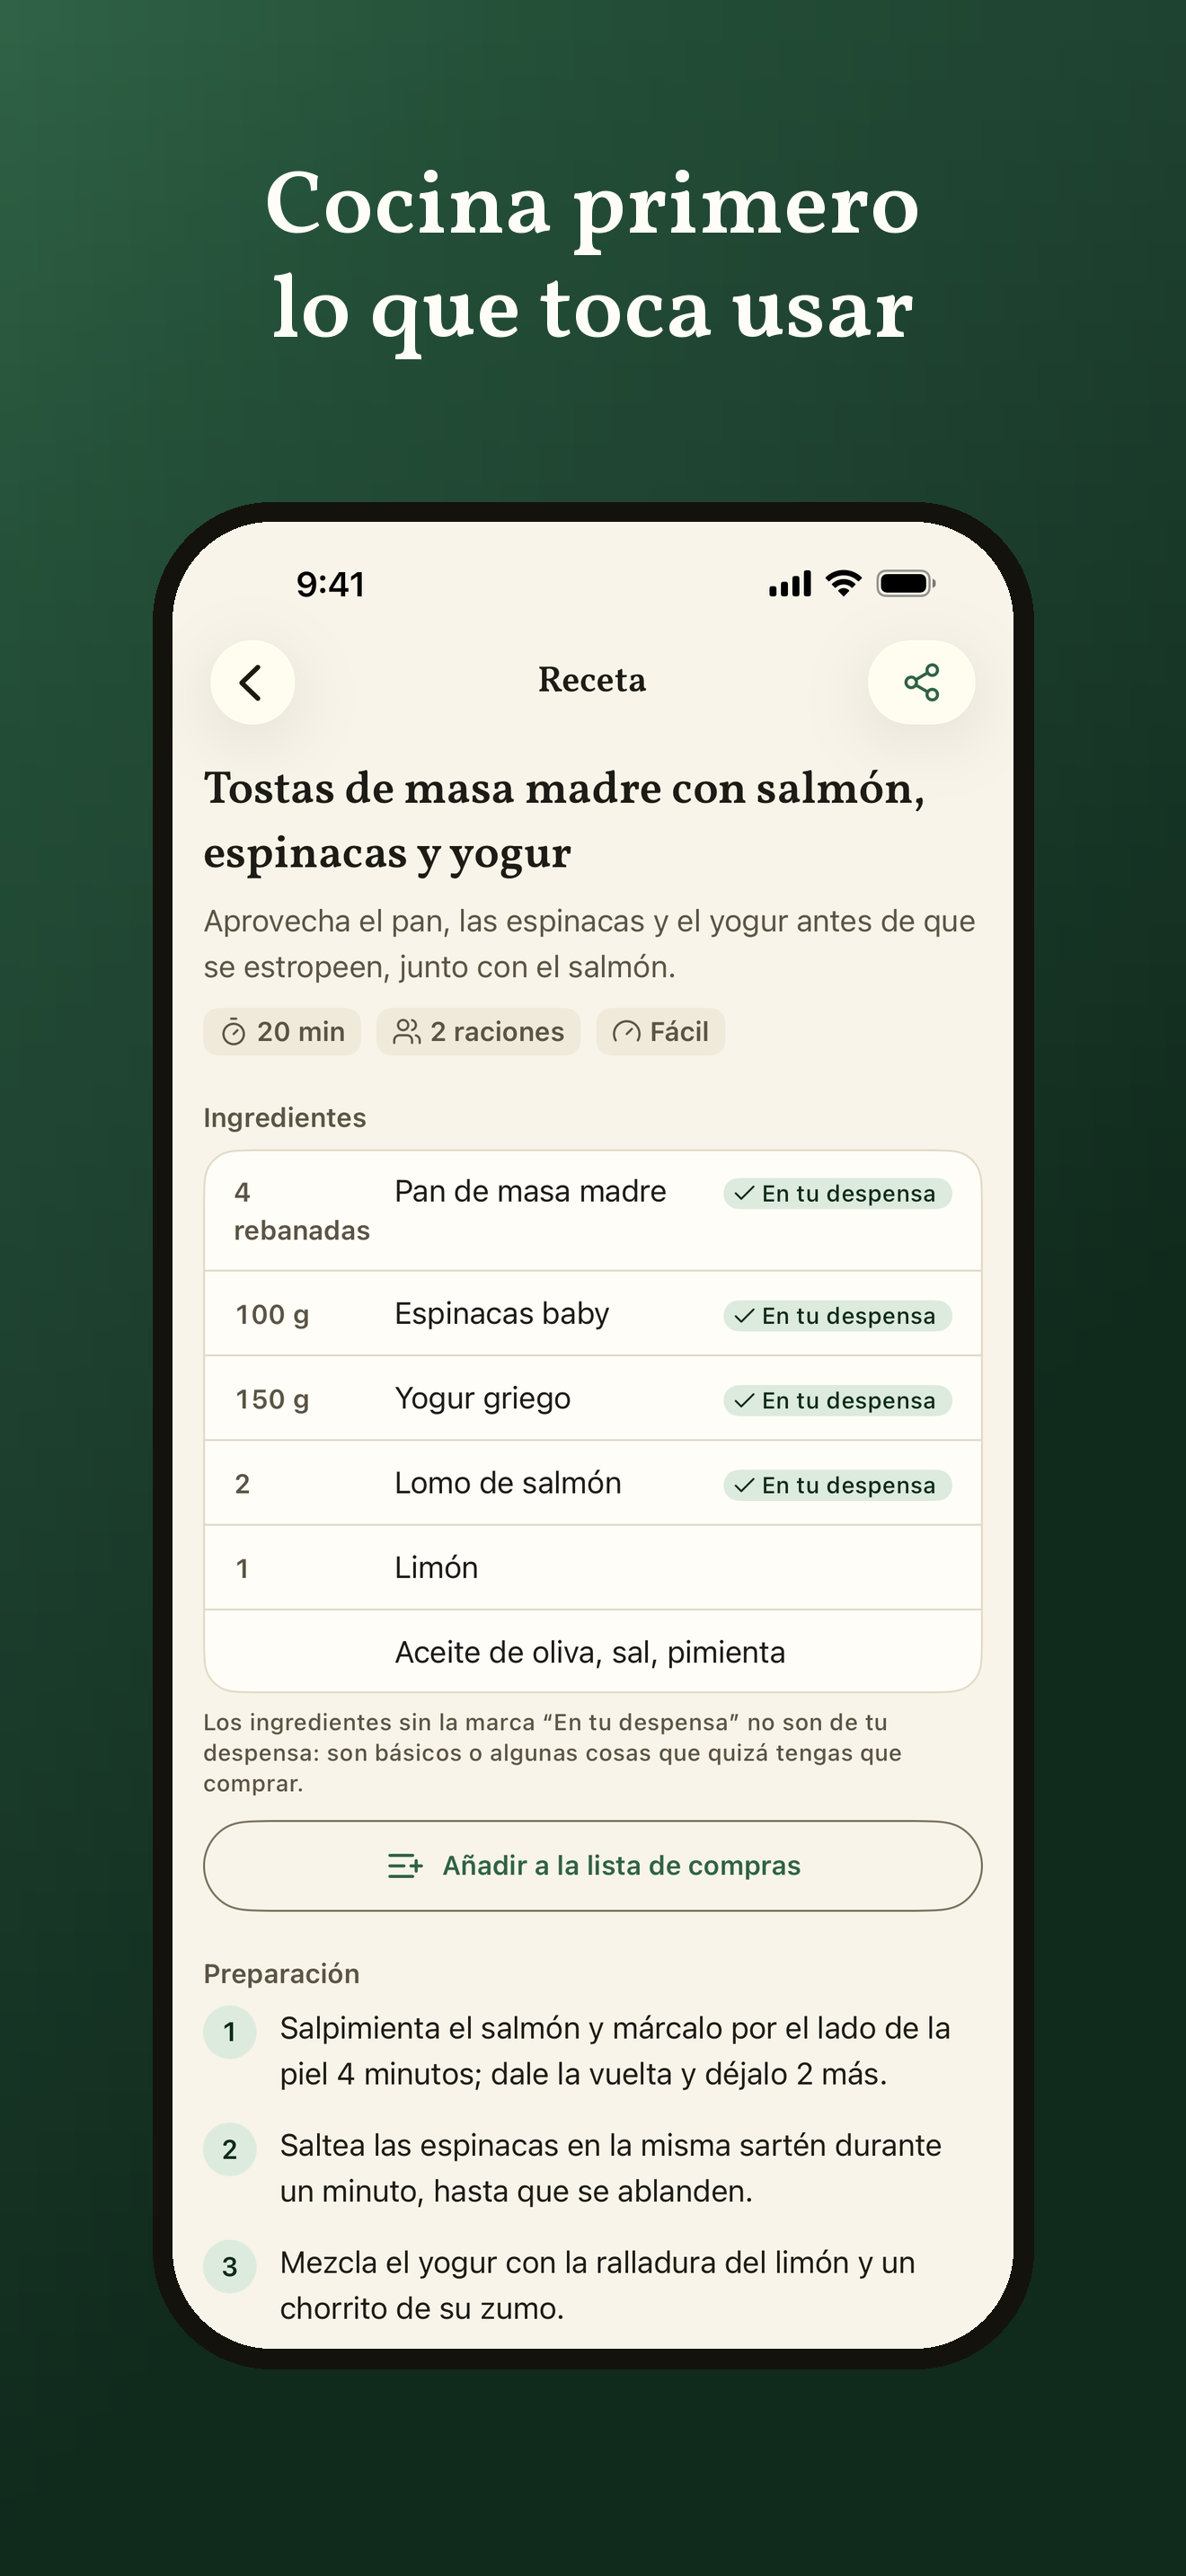 Cocina primero
lo que toca usar
9:41
Receta
Tostas de masa madre con salmón,
espinacas y yogur
Aprovecha el pan, las espinacas y el yogur antes de que
se estropeen, junto con el salmón.
20 min 2 raciones Fácil
Ingredientes
4 Pan de masa madre En tu despensa
rebanadas
100 g Espinacas baby En tu despensa
150 g Yogur griego En tu despensa
2 Lomo de salmón En tu despensa
1 Limón
Aceite de oliva, sal, pimienta
Los ingredientes sin la marca “En tu despensa” no son de tu
despensa: son básicos o algunas cosas que quizá tengas que
comprar.
Añadir a la lista de compras
Preparación
1 Salpimienta el salmón y márcalo por el lado de la
piel 4 minutos; dale la vuelta y déjalo 2 más.
2 Saltea las espinacas en la misma sartén durante
un minuto, hasta que se ablanden.
3 Mezcla el yogur con la ralladura del limón y un
chorrito de su zumo.